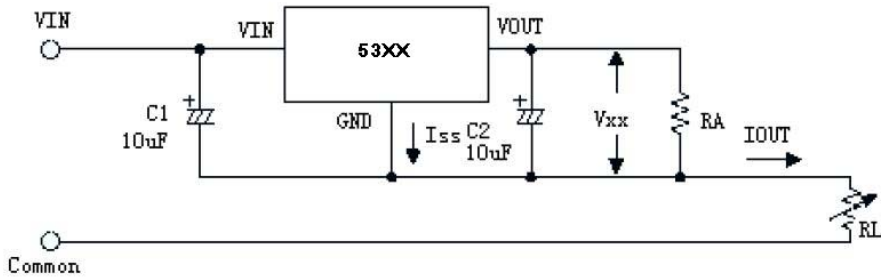 VIN
VIN
53XX
VOUT
C1
10uF
GND
Iss
C2
10uF
Vxx
RA
IOUT
RL
Common